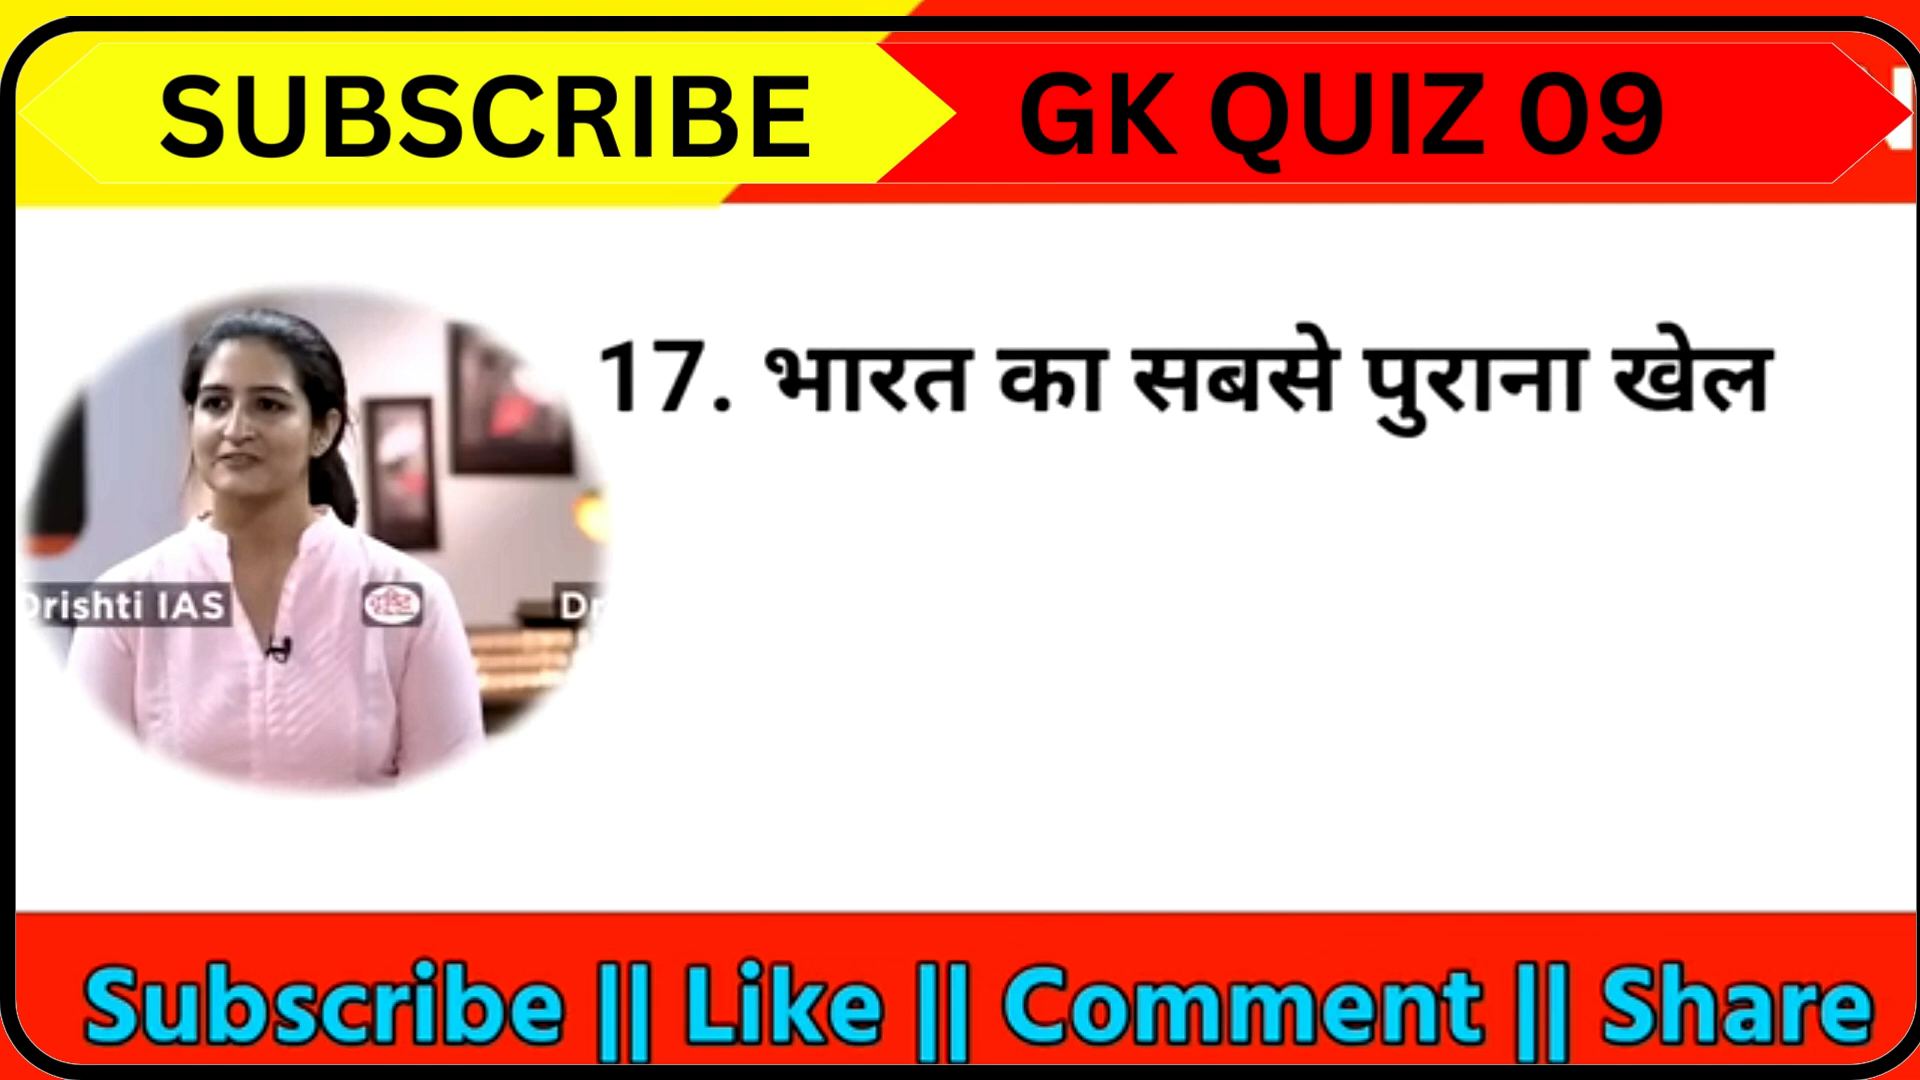 SUBSCRIBE GK QUIZ 09
17. भारत का सबसे पुराना खेल
Drishti IAS
Subscribe || Like || Comment || Share